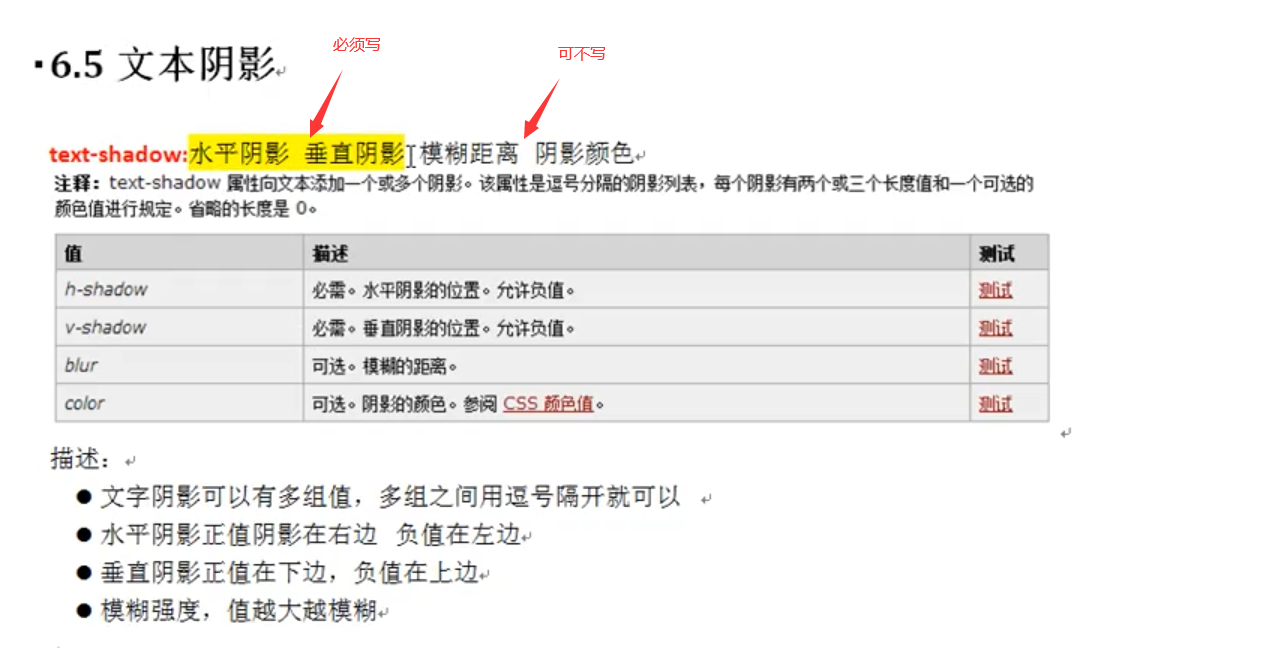 必须写
可不写
6.5 文本阴影
text-shadow:水平阴影 垂直阴影 模糊距离 阴影颜色
注释：text-shadow 属性向文本添加一个或多个阴影。该属性是逗号分隔的阴影列表，每个阴影有两个或三个长度值和一个可选的
颜色值进行规定。省略的长度是 0。
值 描述 测试
h-shadow 必需。水平阴影的位置。允许负值。 测试
v-shadow 必需。垂直阴影的位置。允许负值。 测试
blur 可选。模糊的距离。 测试
color 可选。阴影的颜色。参阅 CSS 颜色值。 测试
描述：
● 文字阴影可以有多组值，多组之间用逗号隔开就可以
● 水平阴影正值阴影在右边 负值在左边
● 垂直阴影正值在下边，负值在上边
● 模糊强度，值越大越模糊